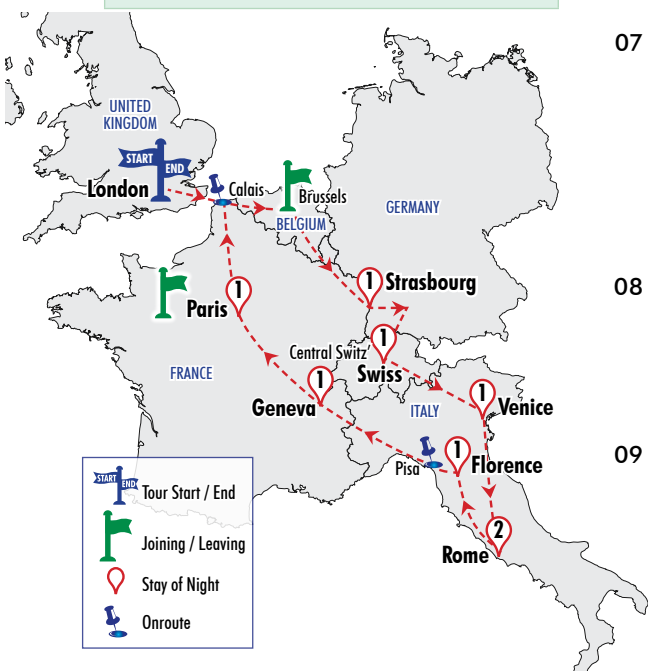 07
UNITED
KINGDOM
START
END
London
Calais
Brussels
BELGIUM
GERMANY
08
1
Strasbourg
1
Paris
1
Central Switz
Swiss
FRANCE
1
Geneva
ITALY
1
Venice
09
1
Florence
Pisa
2
Rome
START
END
Tour Start / End
Joining / Leaving
Stay of Night
Onroute